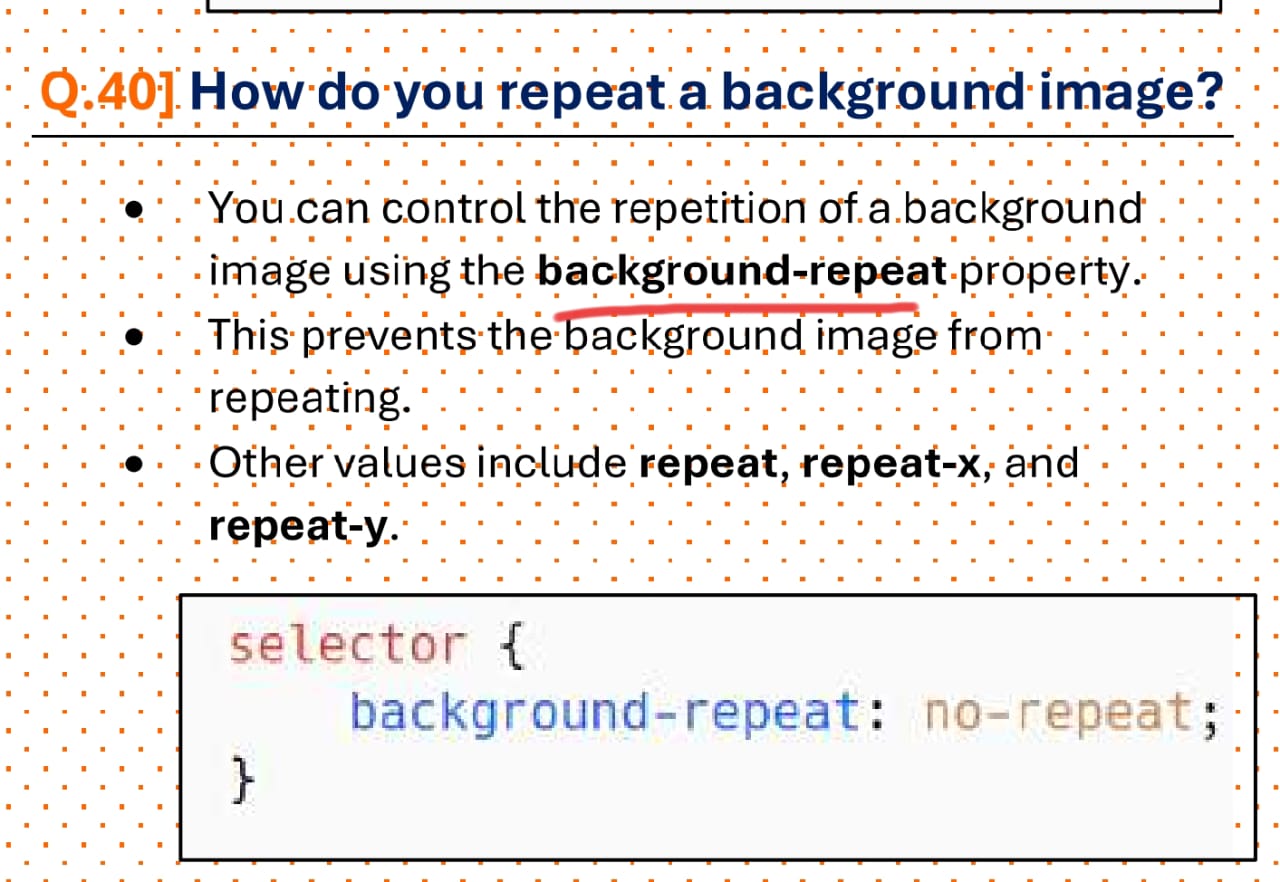 Q.40] How do you repeat a background image?
• You can control the repetition of a background
image using the background-repeat property.
• This prevents the background image from
repeating.
• Other values include repeat, repeat-x, and
repeat-y.
selector {
    background-repeat: no-repeat;
}